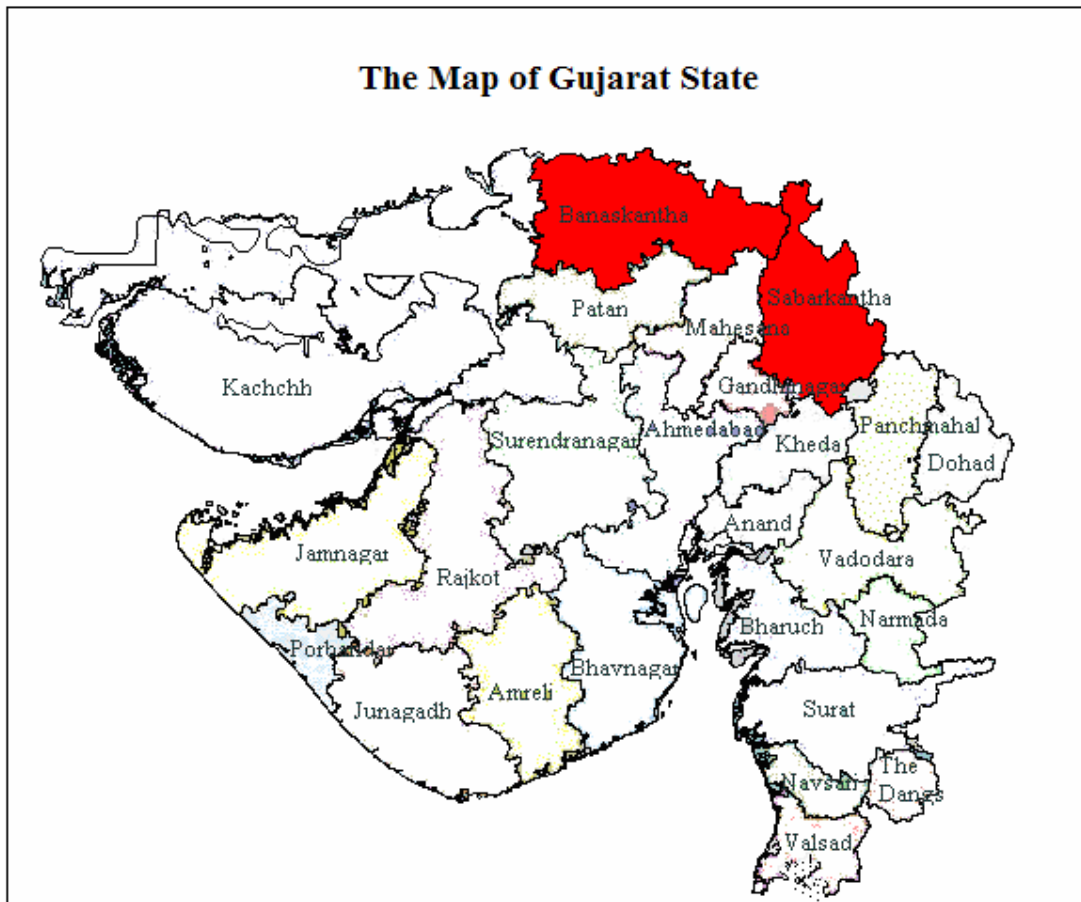 The Map of Gujarat State
Banaskantha
Sabarkantha
Patan
Mahesana
Kachchh
Gandhinagar
Surendranagar
Ahmedabad
Panchmahal
Kheda
Dohad
Anand
Jamnagar
Rajkot
Vadodara
Narmada
Bharuch
Porbandar
Bhavnagar
Amreli
Junagadh
Surat
The
Dangs
Navsari
Valsad